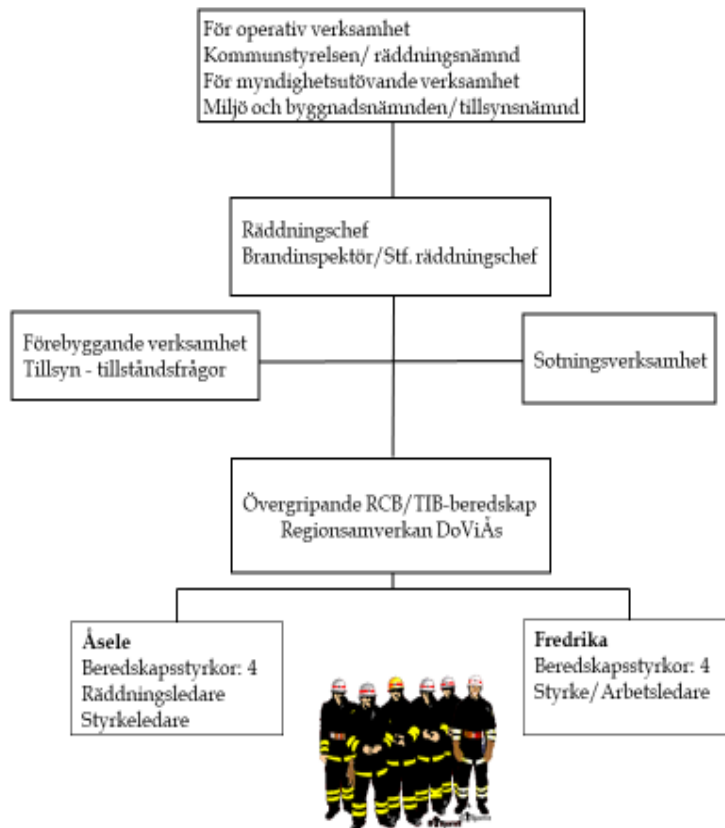 För operativ verksamhet
Kommunstyrelsen/ räddningsnämnd
För myndighetsutövande verksamhet
Miljö och byggnadsnämnden/ tillsynsnämnd
Räddningschef
Brandinspektör/Stf. räddningschef
Förebyggande verksamhet
Tillsyn - tillståndsfrågor
Sotningsverksamhet
Övergripande RCB/TIB-beredskap
Regionsamverkan DoViÅs
Åsele
Beredskapsstyrkor: 4
Räddningsledare
Styrkeledare
Fredrika
Beredskapsstyrkor: 4
Styrke/Arbetsledare